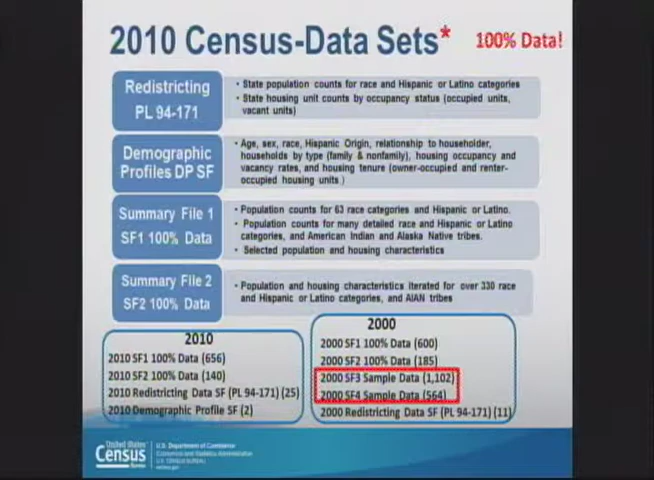 2010 Census-Data Sets* 100% Data!
Redistricting
PL 94-171
• State population counts for race and Hispanic or Latino categories
• State housing unit counts by occupancy status (occupied units,
vacant units)
Demographic
Profiles DP SF
• Age, sex, race, Hispanic Origin, relationship to householder,
households by type (family & nonfamily), housing occupancy and
vacancy rates, and housing tenure (owner-occupied and renter-
occupied housing units )
Summary File 1
SF1 100% Data
• Population counts for 63 race categories and Hispanic or Latino.
• Population counts for many detailed race and Hispanic or Latino
categories, and American Indian and Alaska Native tribes.
• Selected population and housing characteristics
Summary File 2
SF2 100% Data
• Population and housing characteristics iterated for over 330 race
and Hispanic or Latino categories, and AIAN tribes
2010
2010 SF1 100% Data (656)
2010 SF2 100% Data (140)
2010 Redistricting Data SF (PL 94-171) (25)
2010 Demographic Profile SF (2)
2000
2000 SF1 100% Data (600)
2000 SF2 100% Data (185)
2000 SF3 Sample Data (1,102)
2000 SF4 Sample Data (564)
2000 Redistricting Data SF (PL 94-171) (11)
United States
Census
Bureau
U.S. Department of Commerce
Economics and Statistics Administration
U.S. CENSUS BUREAU
census.gov